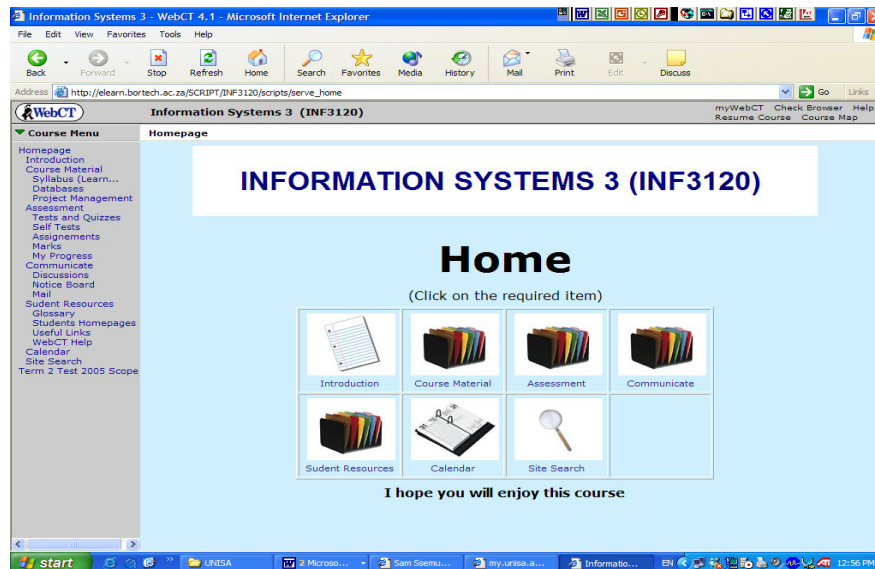 Information Systems 3 - WebCT 4.1 - Microsoft Internet Explorer
File Edit View Favorites Tools Help
Back Forward Stop Refresh Home Search Favorites Media History Mail Print Edit Discuss
Address http://elearn.bortech.ac.za/SCRIPT/INF3120/scripts/serve_home Go Links
WebCT Information Systems 3 (INF3120) myWebCT Check Browser Help
Resume Course Course Map
Course Menu Homepage
Homepage
Introduction
Course Material
Syllabus (Learn...
Databases
Project Management
Assessment
Tests and Quizzes
Self Tests
Assignements
Marks
My Progress
Communicate
Discussions
Notice Board
Mail
Sudent Resources
Glossary
Students Homepages
Useful Links
WebCT Help
Calendar
Site Search
Term 2 Test 2005 Scope
INFORMATION SYSTEMS 3 (INF3120)
Home
(Click on the required item)
Introduction Course Material Assessment Communicate
Sudent Resources Calendar Site Search
I hope you will enjoy this course
start UNISA 2 Microso... Sam Ssemu... my.unisa.a... Informatio... EN 12:56 PM